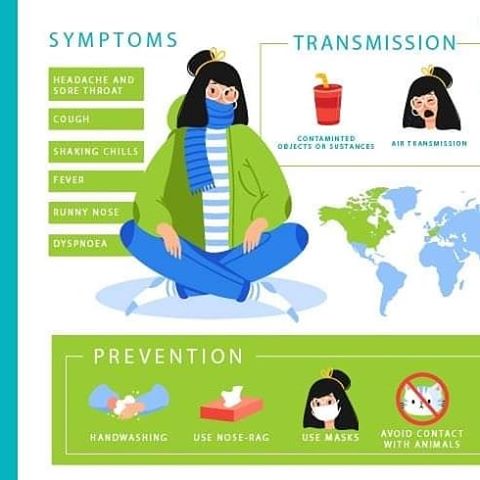 SYMPTOMS
HEADACHE AND
SORE THROAT
COUGH
SHAKING CHILLS
FEVER
RUNNY NOSE
DYSPNOEA
TRANSMISSION
CONTAMINTED
OBJECTS OR SUSTANCES
AIR TRANSMISSION
PREVENTION
HANDWASHING
USE NOSE-RAG
USE MASKS
AVOID CONTACT
WITH ANIMALS